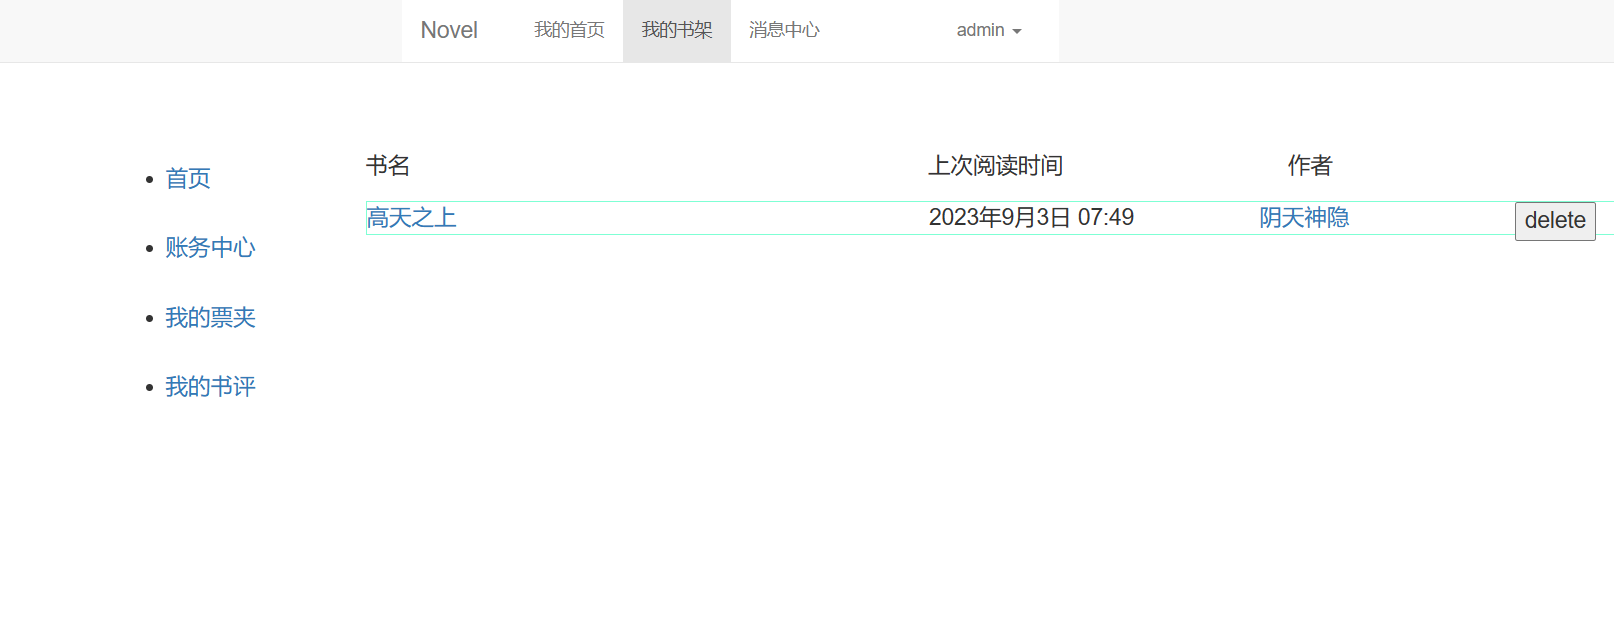 Novel 我的首页 我的书架 消息中心 admin
首页
账务中心
我的票夹
我的书评
书名 上次阅读时间 作者
高天之上 2023年9月3日 07:49 阴天神隐 delete